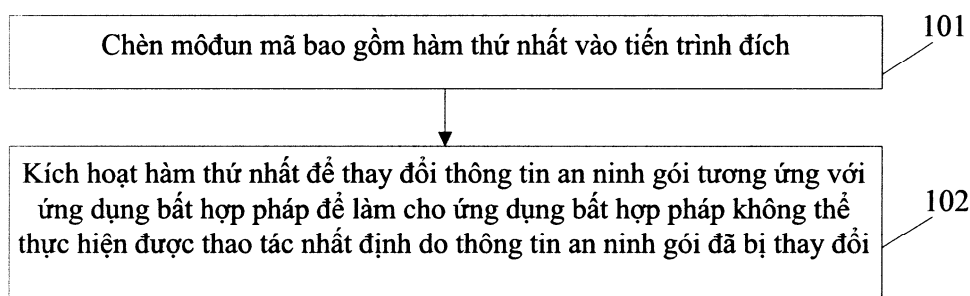 Chèn môđun mã bao gồm hàm thứ nhất vào tiến trình đích
101
Kích hoạt hàm thứ nhất để thay đổi thông tin an ninh gói tương ứng với
ứng dụng bất hợp pháp để làm cho ứng dụng bất hợp pháp không thể
thực hiện được thao tác nhất định do thông tin an ninh gói đã bị thay đổi
102